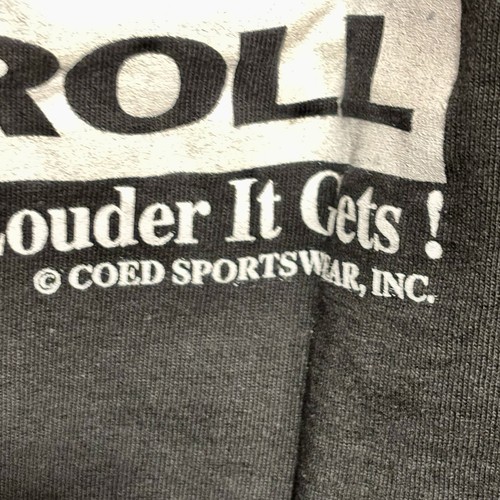 ROLL
Louder It Gets !
© COED SPORTSWEAR, INC.